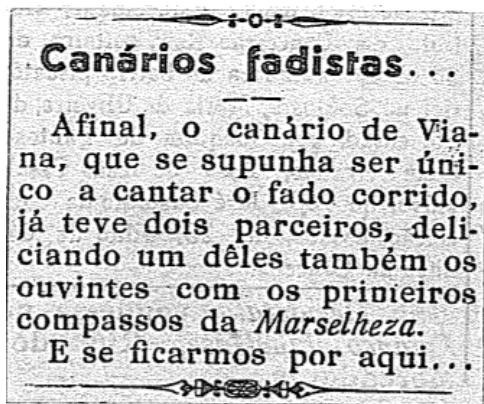 Canários fadistas...
Afinal, o canário de Via-
na, que se supunha ser úni-
co a cantar o fado corrido,
já teve dois parceiros, deli-
ciando um dêles também os
ouvintes com os primeiros
compassos da Marselheza.
E se ficarmos por aqui...